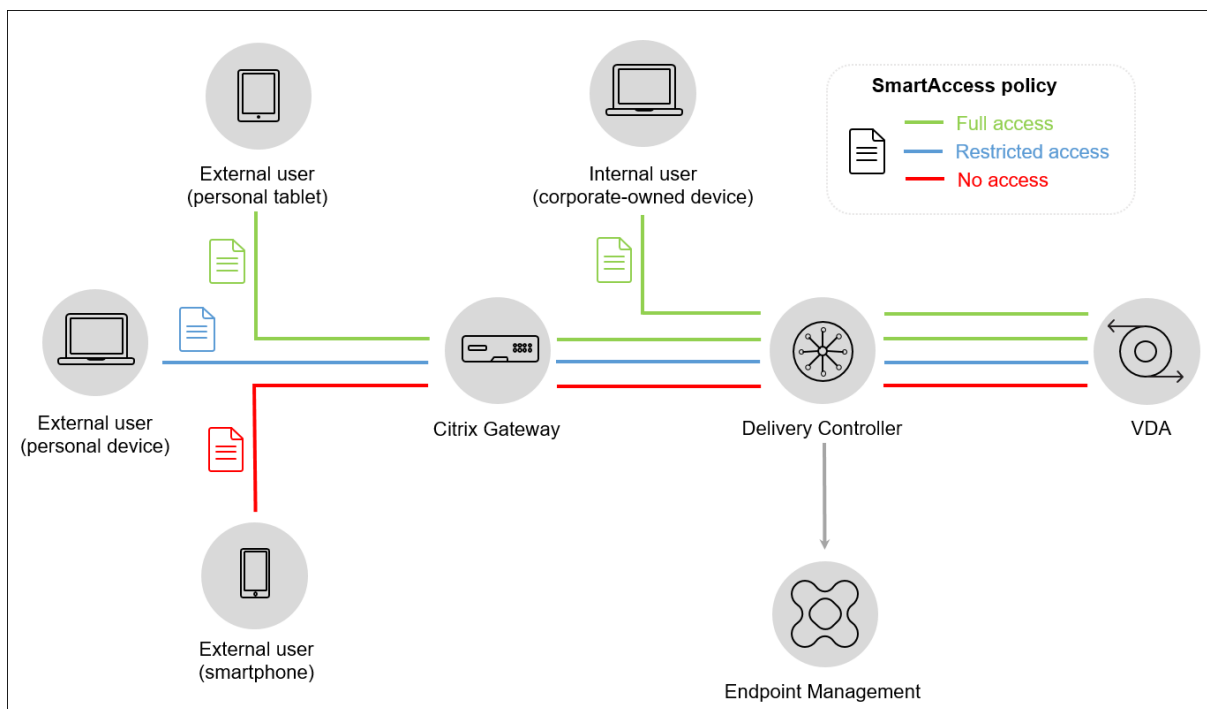 SmartAccess policy
Full access
Restricted access
No access
External user
(personal tablet)
Internal user
(corporate-owned device)
External user
(personal device)
Citrix Gateway
Delivery Controller
VDA
External user
(smartphone)
Endpoint Management